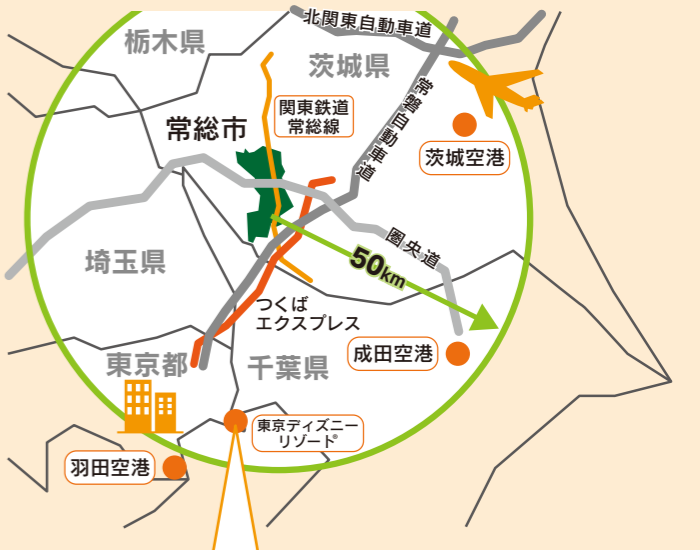 北関東自動車道
栃木県
茨城県
関東鉄道
常総線
常総市
常磐自動車道
茨城空港
埼玉県
圏央道
50km
つくば
エクスプレス
東京都
千葉県
成田空港
東京ディズニー
リゾート®
羽田空港